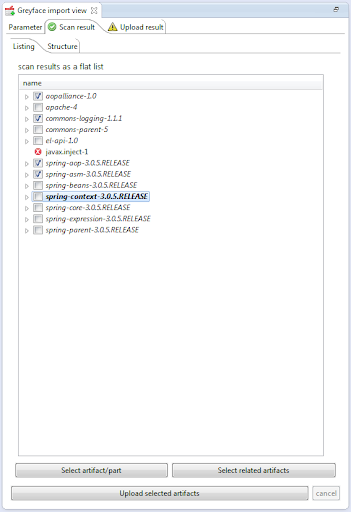 Greyface import view
Parameter Scan result Upload result
Listing Structure
scan results as a flat list
name
aopalliance-1.0
apache-4
commons-logging-1.1.1
commons-parent-5
el-api-1.0
javax.inject-1
spring-aop-3.0.5.RELEASE
spring-asm-3.0.5.RELEASE
spring-beans-3.0.5.RELEASE
spring-context-3.0.5.RELEASE
spring-core-3.0.5.RELEASE
spring-expression-3.0.5.RELEASE
spring-parent-3.0.5.RELEASE
Select artifact/part Select related artifacts
Upload selected artifacts cancel